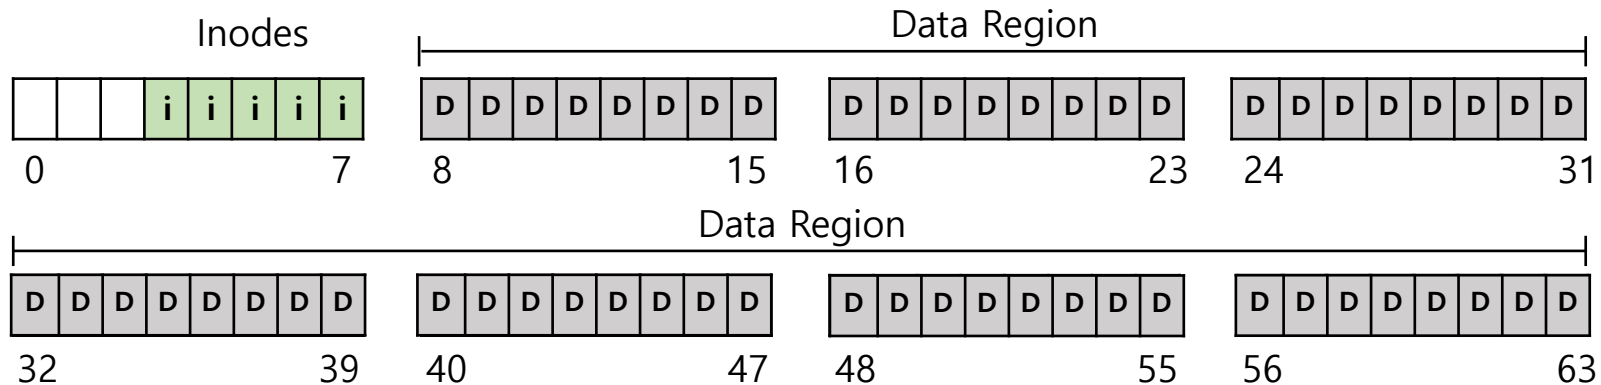 Inodes
Data Region
i i i i i D D D D D D D D D D D D D D D D D D D D D D D D
0 7 8 15 16 23 24 31
Data Region
D D D D D D D D D D D D D D D D D D D D D D D D D D D D D D D D
32 39 40 47 48 55 56 63